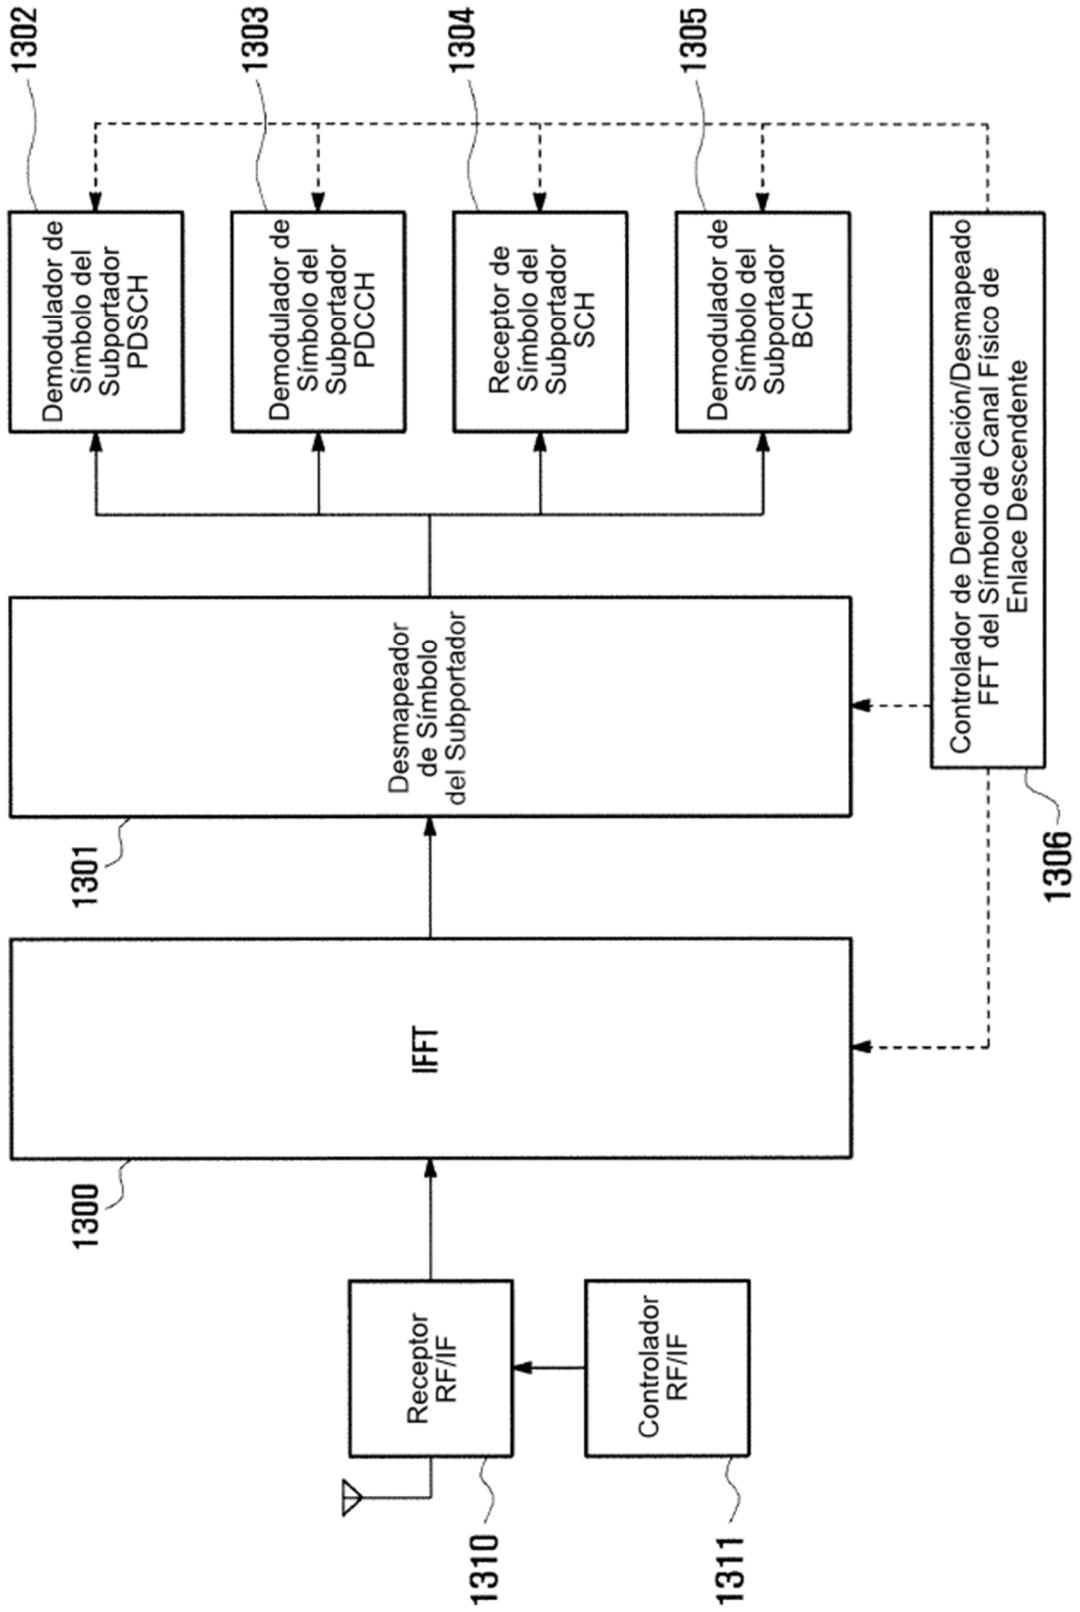 1302
1303
1304
1305
Demodulador de
Símbolo del
Subportador
PDSCH
Demodulador de
Símbolo del
Subportador
PDCCH
Receptor de
Símbolo del
Subportador
SCH
Demodulador de
Símbolo del
Subportador
BCH
Controlador de Demodulación/Desmapeado
FFT del Símbolo de Canal Físico de
Enlace Descendente
1306
Desmapeador
de Símbolo
del Subportador
1301
IFFT
1300
Receptor
RF/IF
1310
Controlador
RF/IF
1311